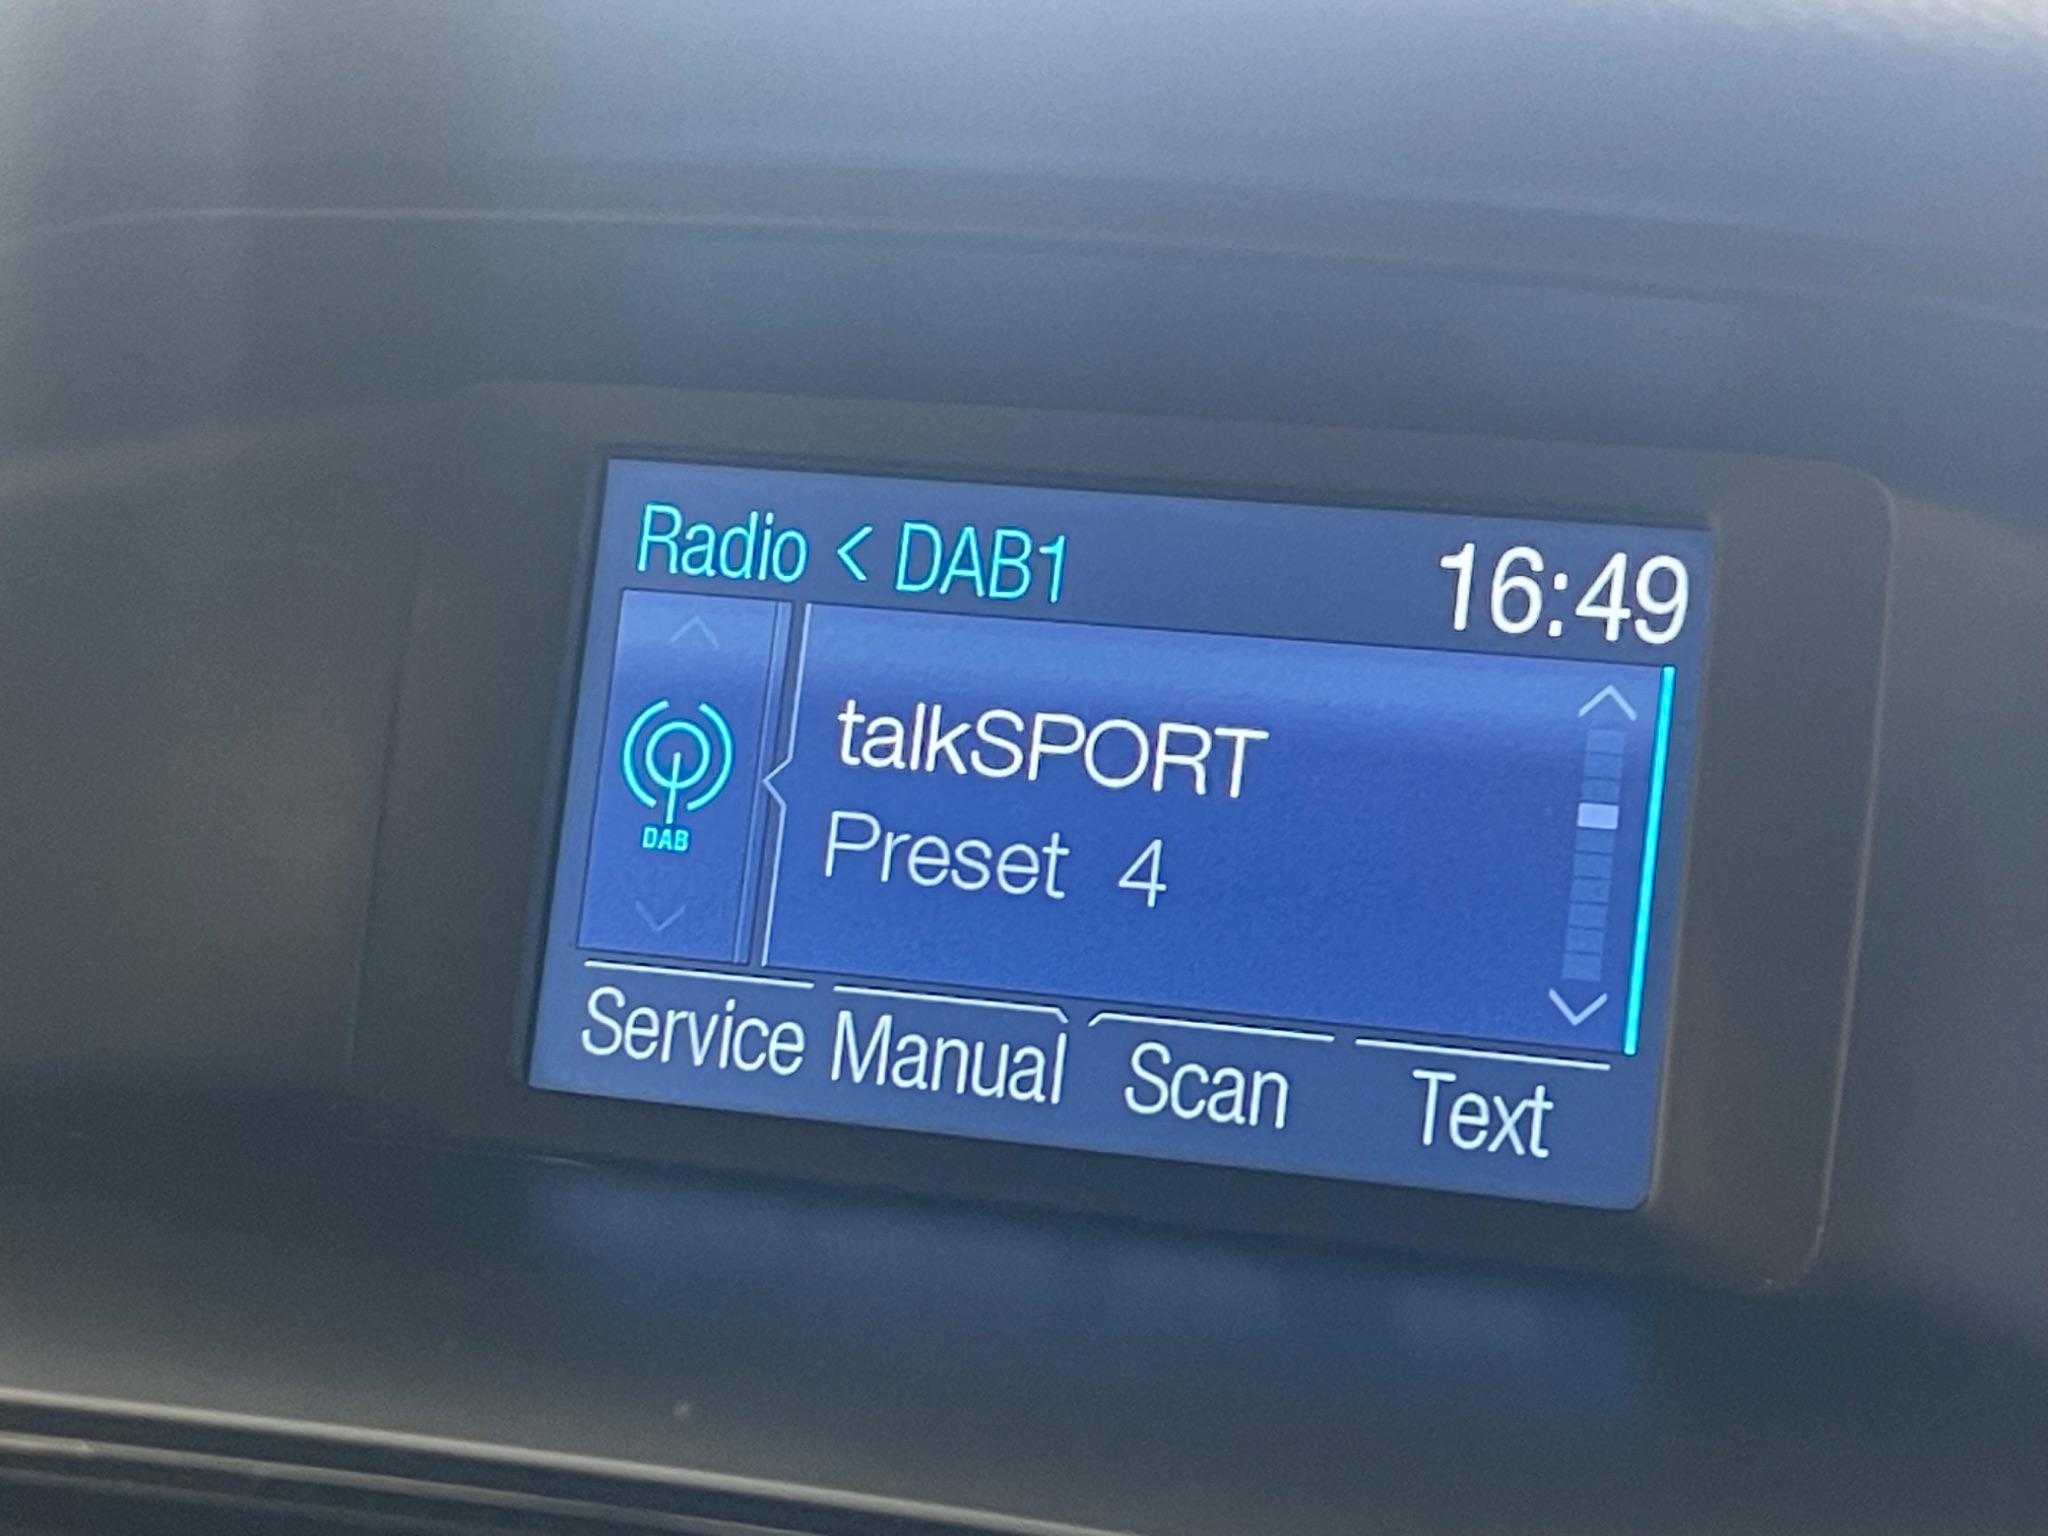 Radio < DAB1 16:49
talkSPORT
DAB
Preset 4
Service Manual Scan Text